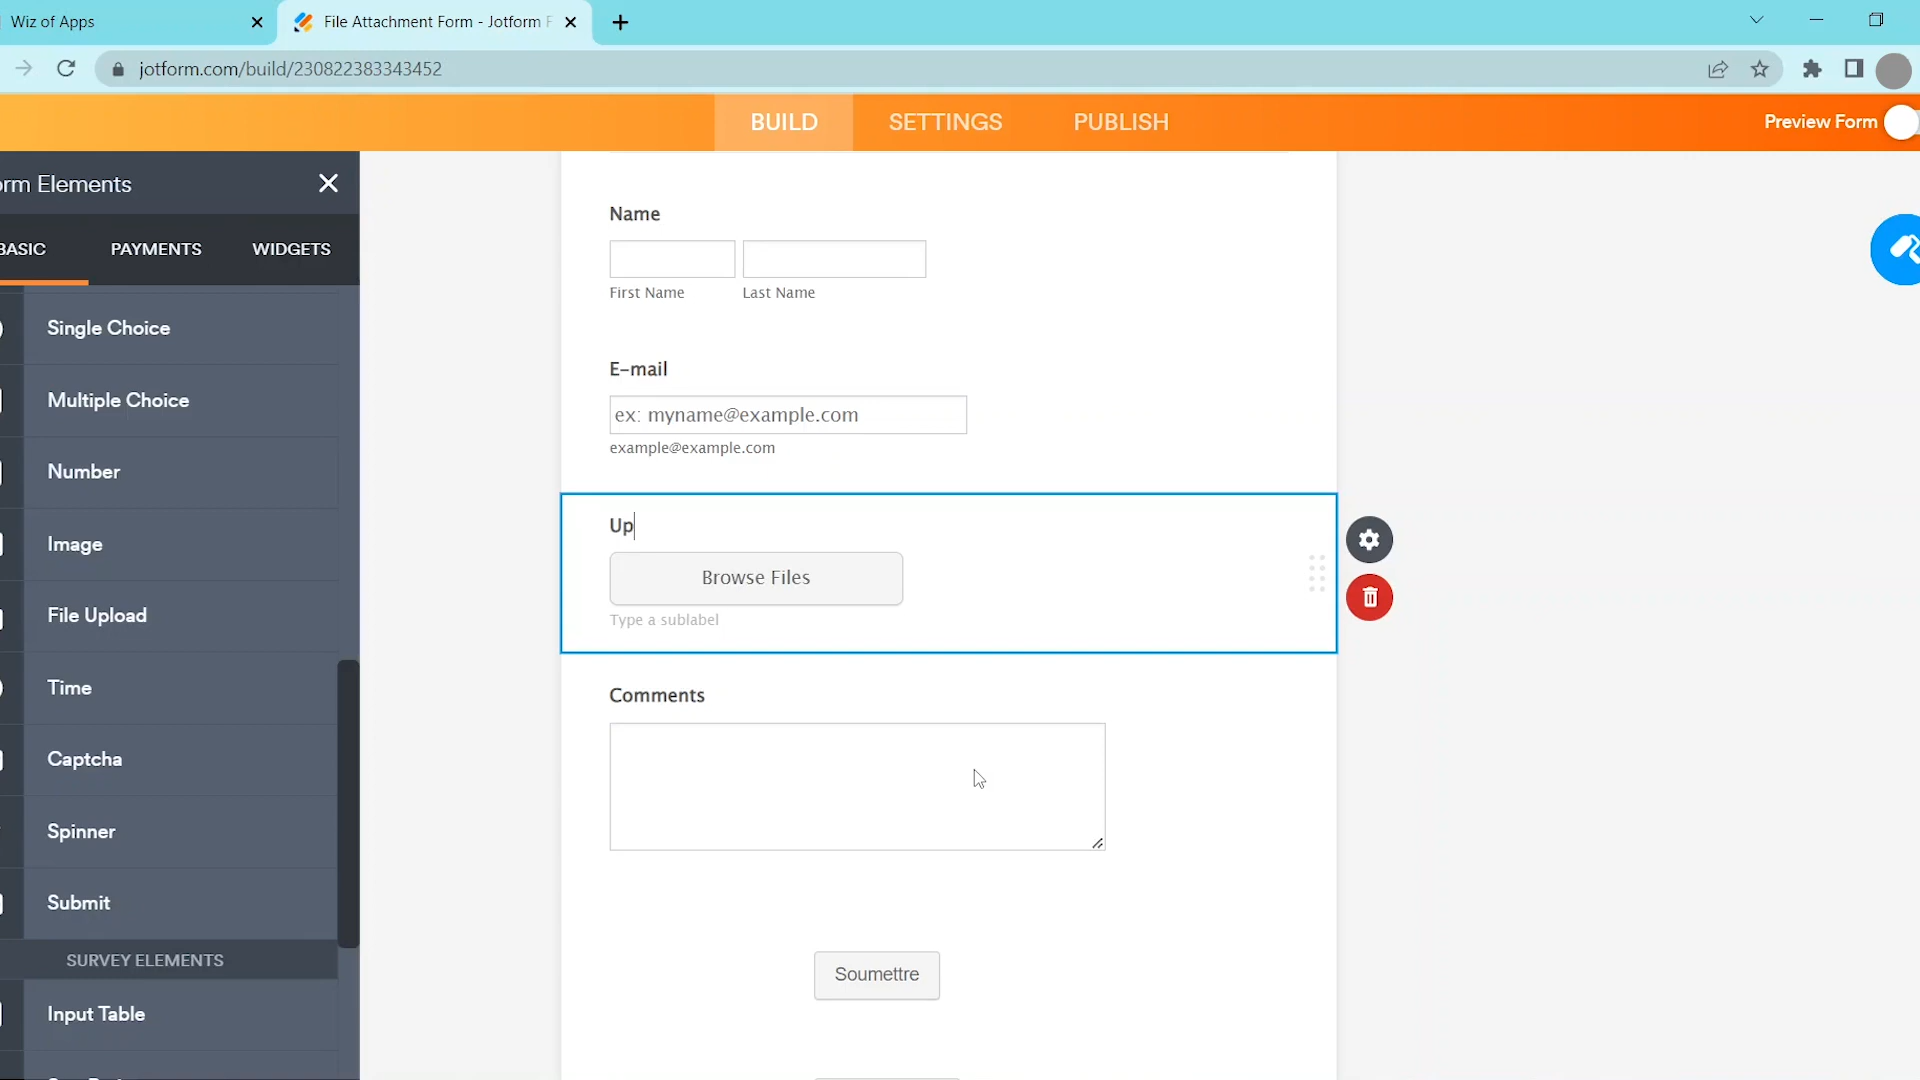 Wiz of Apps
File Attachment Form - Jotform F
jotform.com/build/230822383343452
BUILD
SETTINGS
PUBLISH
Preview Form
orm Elements
BASIC
PAYMENTS
WIDGETS
Single Choice
Multiple Choice
Number
Image
File Upload
Time
Captcha
Spinner
Submit
SURVEY ELEMENTS
Input Table
Name
First Name
Last Name
E-mail
ex: myname@example.com
example@example.com
Up
Browse Files
Type a sublabel
Comments
Soumettre